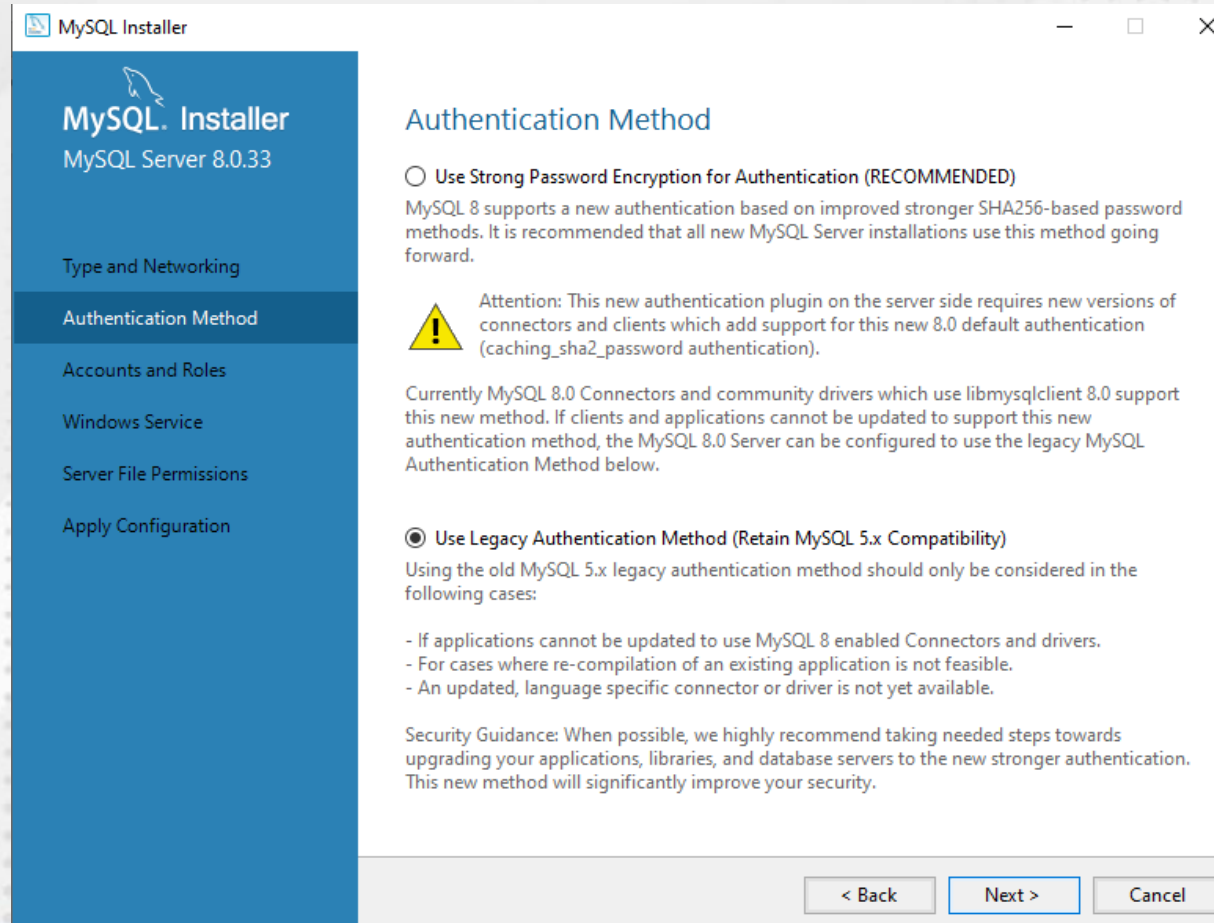 MySQL Installer
MySQL. Installer
MySQL Server 8.0.33
Type and Networking
Authentication Method
Accounts and Roles
Windows Service
Server File Permissions
Apply Configuration
Authentication Method
Use Strong Password Encryption for Authentication (RECOMMENDED)
MySQL 8 supports a new authentication based on improved stronger SHA256-based password
methods. It is recommended that all new MySQL Server installations use this method going
forward.
Attention: This new authentication plugin on the server side requires new versions of
connectors and clients which add support for this new 8.0 default authentication
(caching_sha2_password authentication).
Currently MySQL 8.0 Connectors and community drivers which use libmysqlclient 8.0 support
this new method. If clients and applications cannot be updated to support this new
authentication method, the MySQL 8.0 Server can be configured to use the legacy MySQL
Authentication Method below.
Use Legacy Authentication Method (Retain MySQL 5.x Compatibility)
Using the old MySQL 5.x legacy authentication method should only be considered in the
following cases:
- If applications cannot be updated to use MySQL 8 enabled Connectors and drivers.
- For cases where re-compilation of an existing application is not feasible.
- An updated, language specific connector or driver is not yet available.
Security Guidance: When possible, we highly recommend taking needed steps towards
upgrading your applications, libraries, and database servers to the new stronger authentication.
This new method will significantly improve your security.
< Back
Next >
Cancel